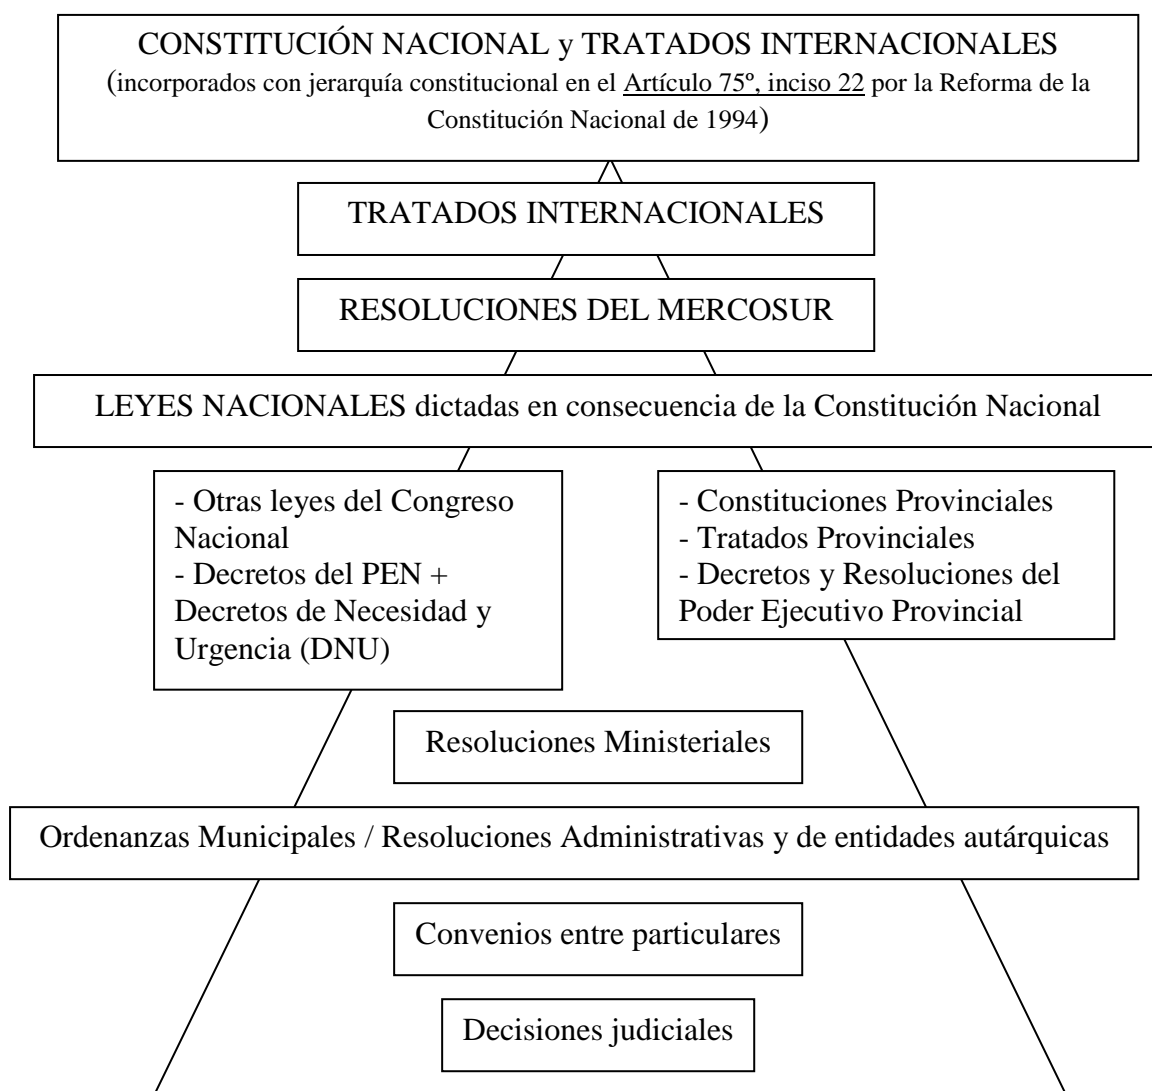 CONSTITUCIÓN NACIONAL y TRATADOS INTERNACIONALES
(incorporados con jerarquía constitucional en el Artículo 75º, inciso 22 por la Reforma de la
Constitución Nacional de 1994)
TRATADOS INTERNACIONALES
RESOLUCIONES DEL MERCOSUR
LEYES NACIONALES dictadas en consecuencia de la Constitución Nacional
- Otras leyes del Congreso
Nacional
- Decretos del PEN +
Decretos de Necesidad y
Urgencia (DNU)
- Constituciones Provinciales
- Tratados Provinciales
- Decretos y Resoluciones del
Poder Ejecutivo Provincial
Resoluciones Ministeriales
Ordenanzas Municipales / Resoluciones Administrativas y de entidades autárquicas
Convenios entre particulares
Decisiones judiciales